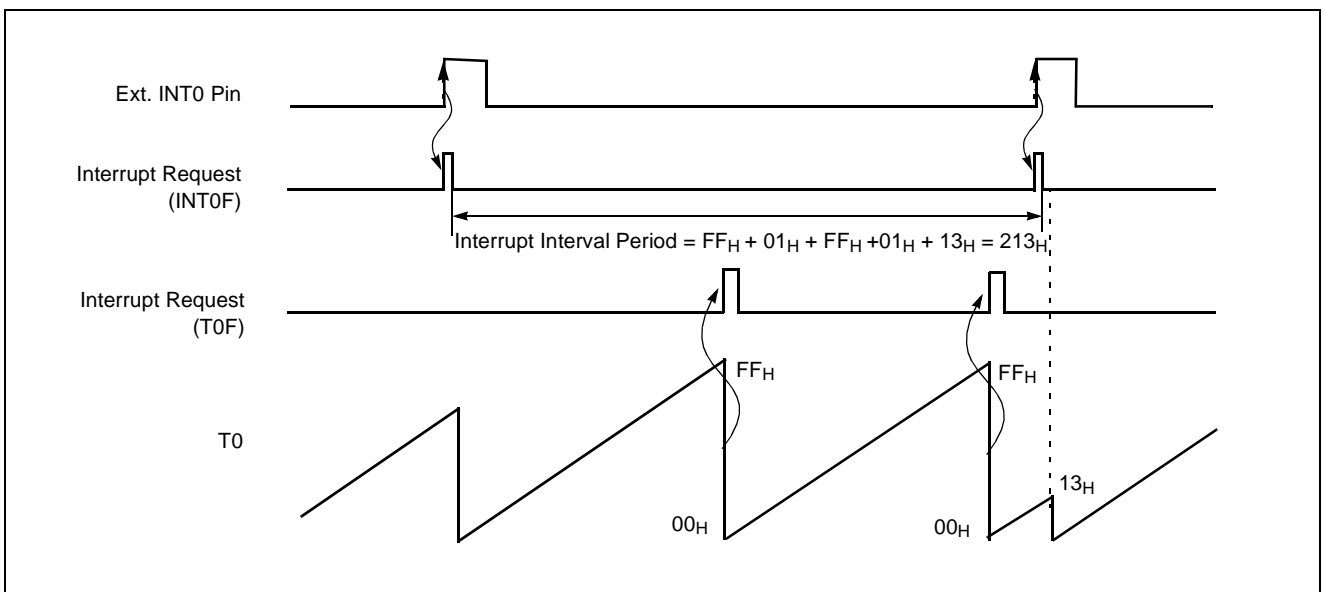 Ext. INT0 Pin
Interrupt Request
(INT0F)
Interrupt Interval Period = FFH + 01H + FFH +01H + 13H = 213H
Interrupt Request
(T0F)
FFH
FFH
T0
13H
00H
00H